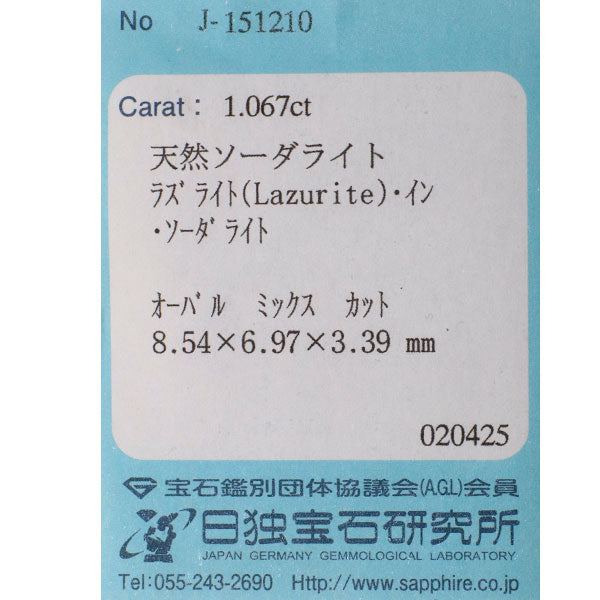 No J-151210
Carat： 1.067ct
天然ソーダライト
ﾗｽﾞﾗｲﾄ(Lazurite)･ｲﾝ
･ｿｰﾀﾞﾗｲﾄ
ｵｰﾊﾞﾙ ﾐｯｸｽ ｶｯﾄ
8.54×6.97×3.39 mm
020425
宝石鑑別団体協議会(A.G.L)会員
日独宝石研究所
JAPAN GERMANY GEMMOLOGICAL LABORATORY
Tel:055-243-2690 Http://www.sapphire.co.jp